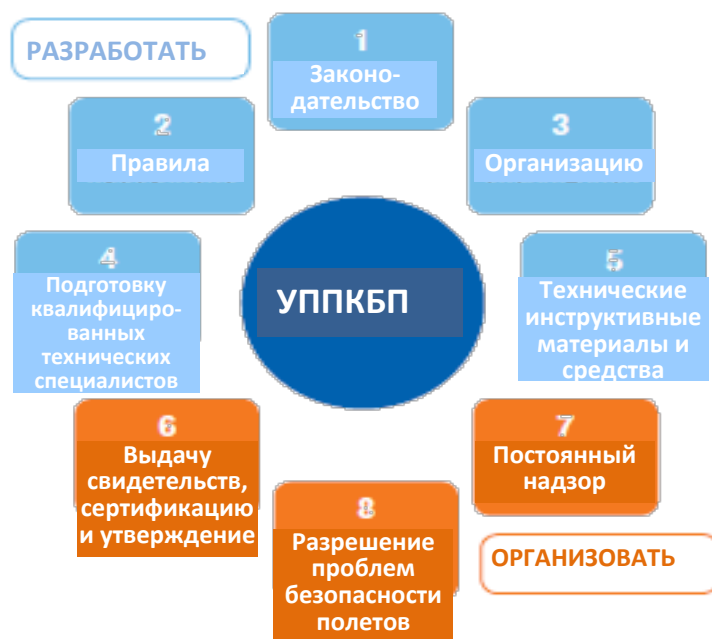 РАЗРАБОТАТЬ
1
Законо-
дательство
2
Правила
3
Организацию
4
Подготовку
квалифициро-
ванных
технических
специалистов
УППКБП
5
Технические
инструктивные
материалы и
средства
6
Выдачу
свидетельств,
сертификацию
и утверждение
7
Постоянный
надзор
8
Разрешение
проблем
безопасности
полетов
ОРГАНИЗОВАТЬ